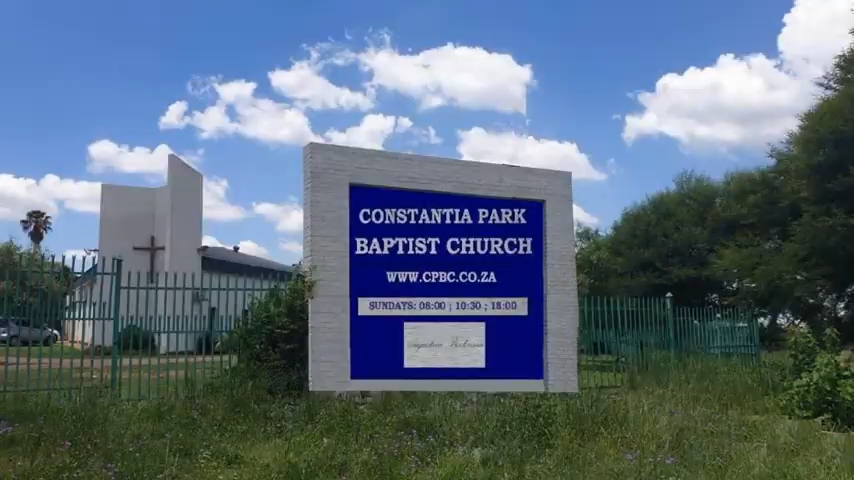 CONSTANTIA PARK
BAPTIST CHURCH
WWW.CPBC.CO.ZA
SUNDAYS: 08:00 ; 10:30 ; 18:00